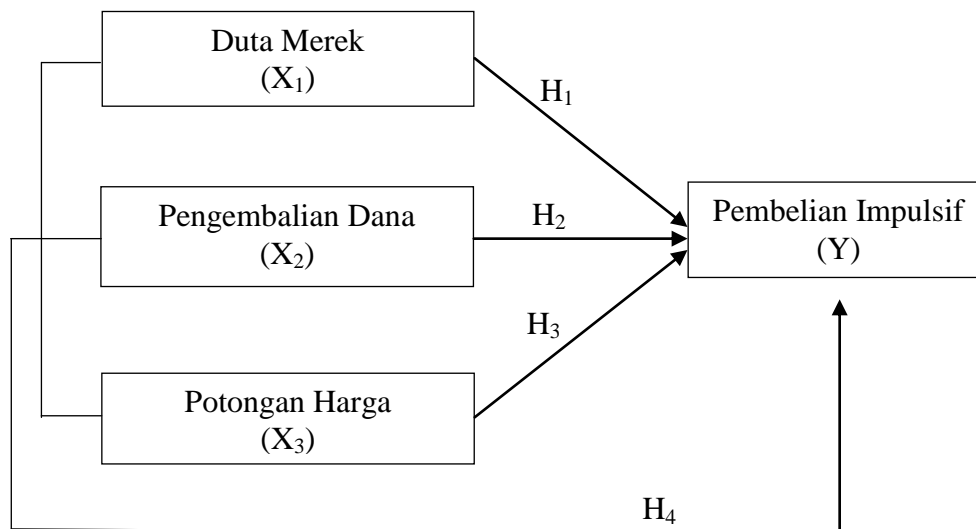 Duta Merek
(X₁)
H₁
Pengembalian Dana
(X₂)
H₂
Pembelian Impulsif
(Y)
H₃
Potongan Harga
(X₃)
H₄